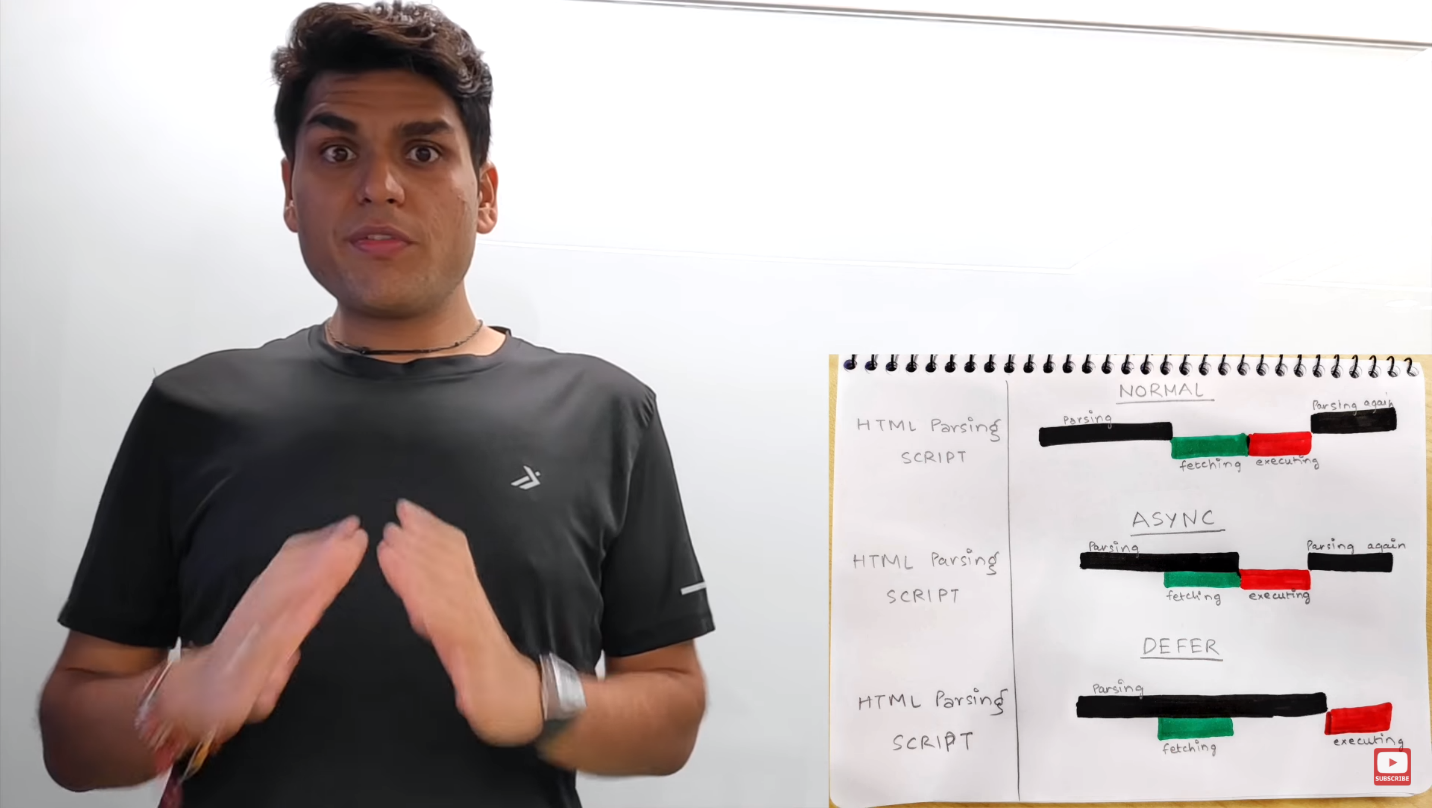 NORMAL
Parsing again
Parsing
HTML Parsing
SCRIPT
fetching executing
ASYNC
Parsing Parsing again
HTML Parsing
SCRIPT
fetching executing
DEFER
Parsing
HTML Parsing
SCRIPT
fetching executing
SUBSCRIBE